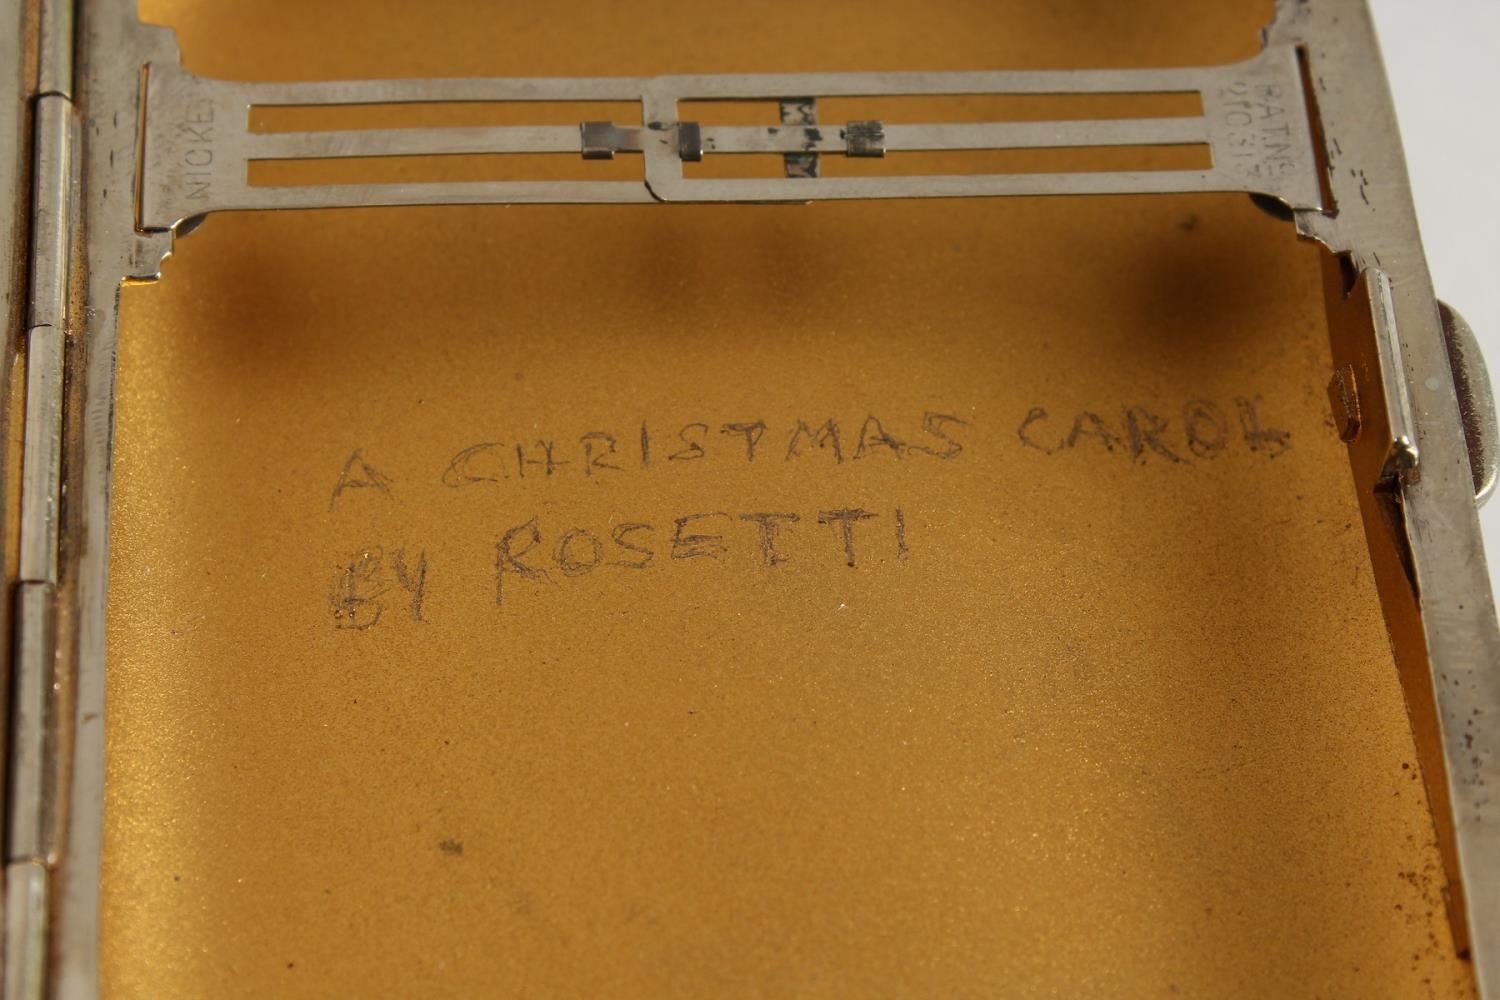 NICKEL
A CHRISTMAS CAROL
BY ROSETTI